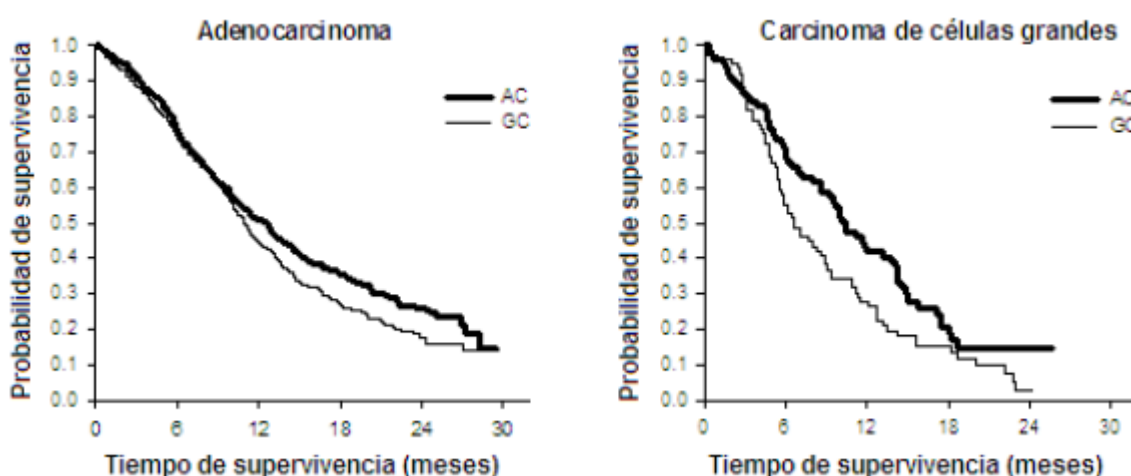 Adenocarcinoma
Probabilidad de supervivencia
1.0
0.9
0.8
0.7
0.6
0.5
0.4
0.3
0.2
0.1
0.0
AC
GC
0 6 12 18 24 30
Tiempo de supervivencia (meses)
Carcinoma de células grandes
Probabilidad de supervivencia
1.0
0.9
0.8
0.7
0.6
0.5
0.4
0.3
0.2
0.1
0.0
AC
GC
0 6 12 18 24 30
Tiempo de supervivencia (meses)